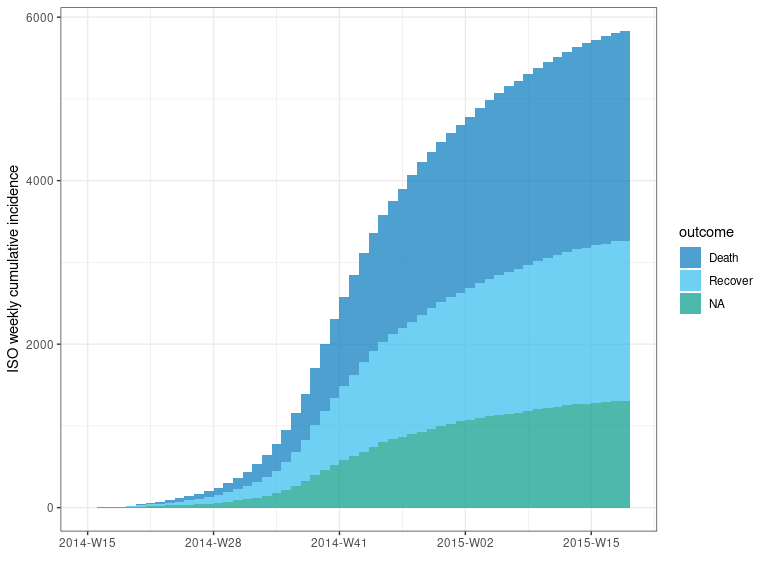 6000
4000
2000
0
ISO weekly cumulative incidence
2014-W15
2014-W28
2014-W41
2015-W02
2015-W15
outcome
Death
Recover
NA